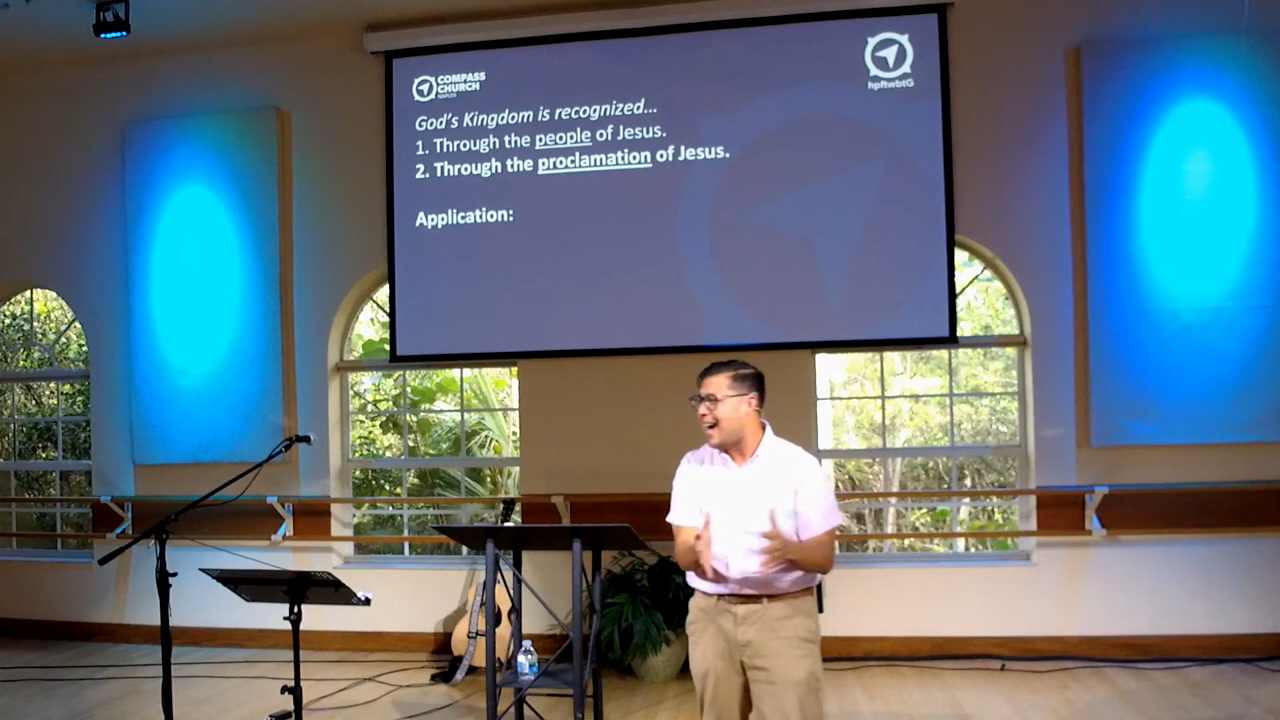 COMPASS
CHURCH
NAPLES
hpftwbtG
God's Kingdom is recognized...
1. Through the people of Jesus.
2. Through the proclamation of Jesus.
Application: